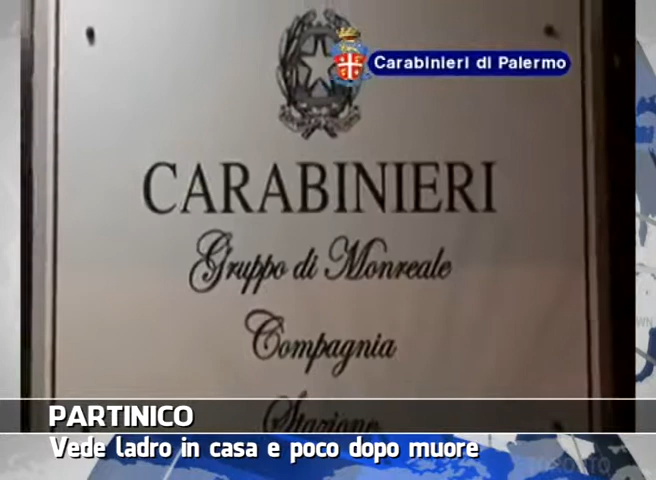 Carabinieri di Palermo
CARABINIERI
Gruppo di Monreale
Compagnia
Stazione
PARTINICO
Vede ladro in casa e poco dopo muore